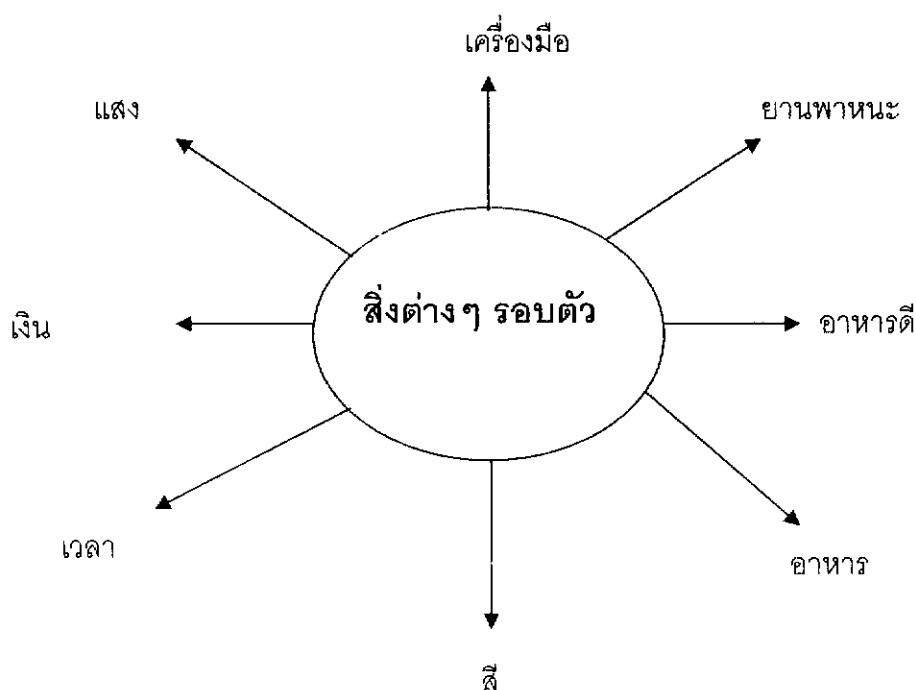 เครื่องมือ
แสง
ยานพาหนะ
สิ่งต่างๆ รอบตัว
เงิน
อาหารดี
เวลา
อาหาร
สี